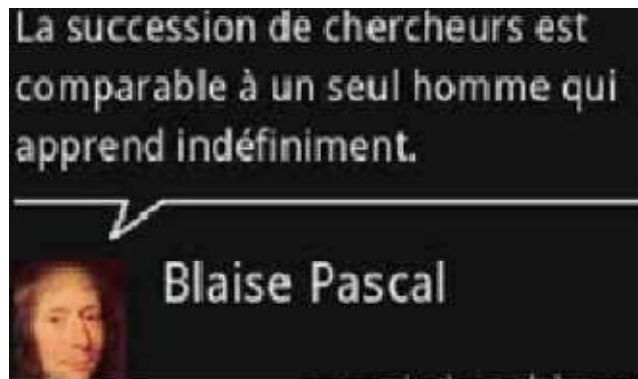 La succession de chercheurs est
comparable à un seul homme qui
apprend indéfiniment.
Blaise Pascal